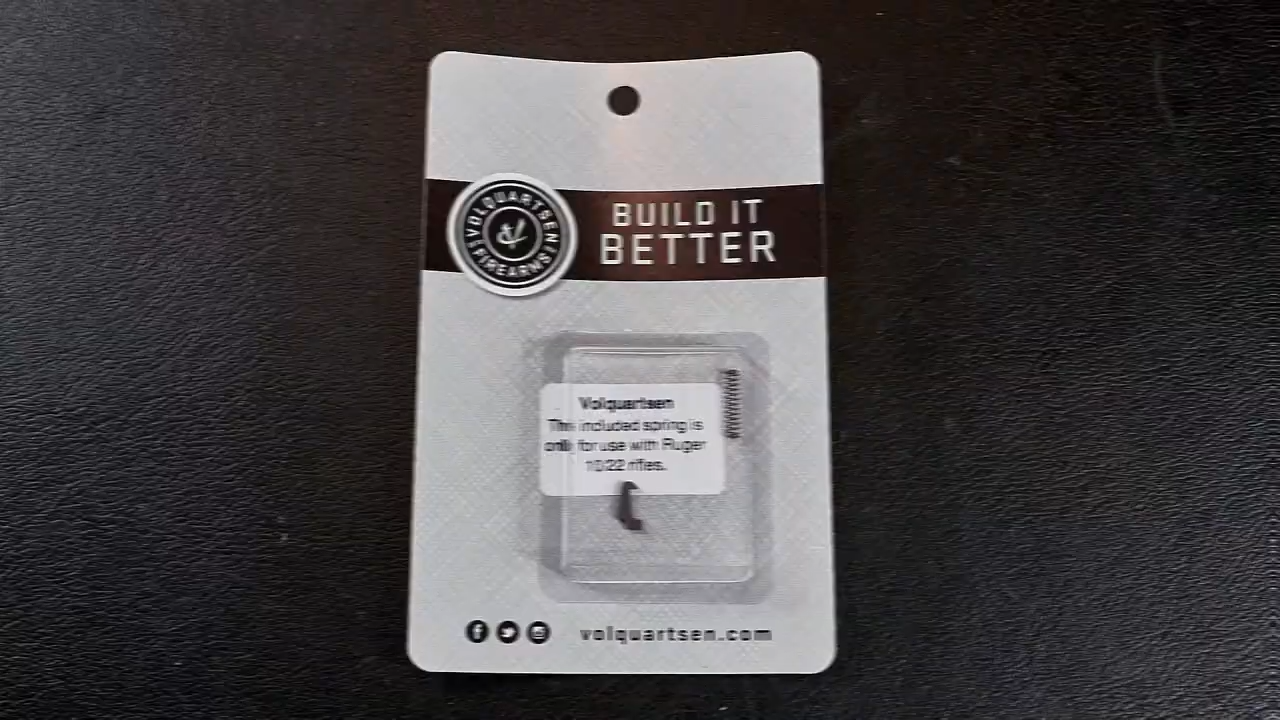 BUILD IT
BETTER
VOLQUARTSEN
FIREARMS
Volquartsen
The included spring is
only for use with Ruger
10/22 rifles.
volquartsen.com